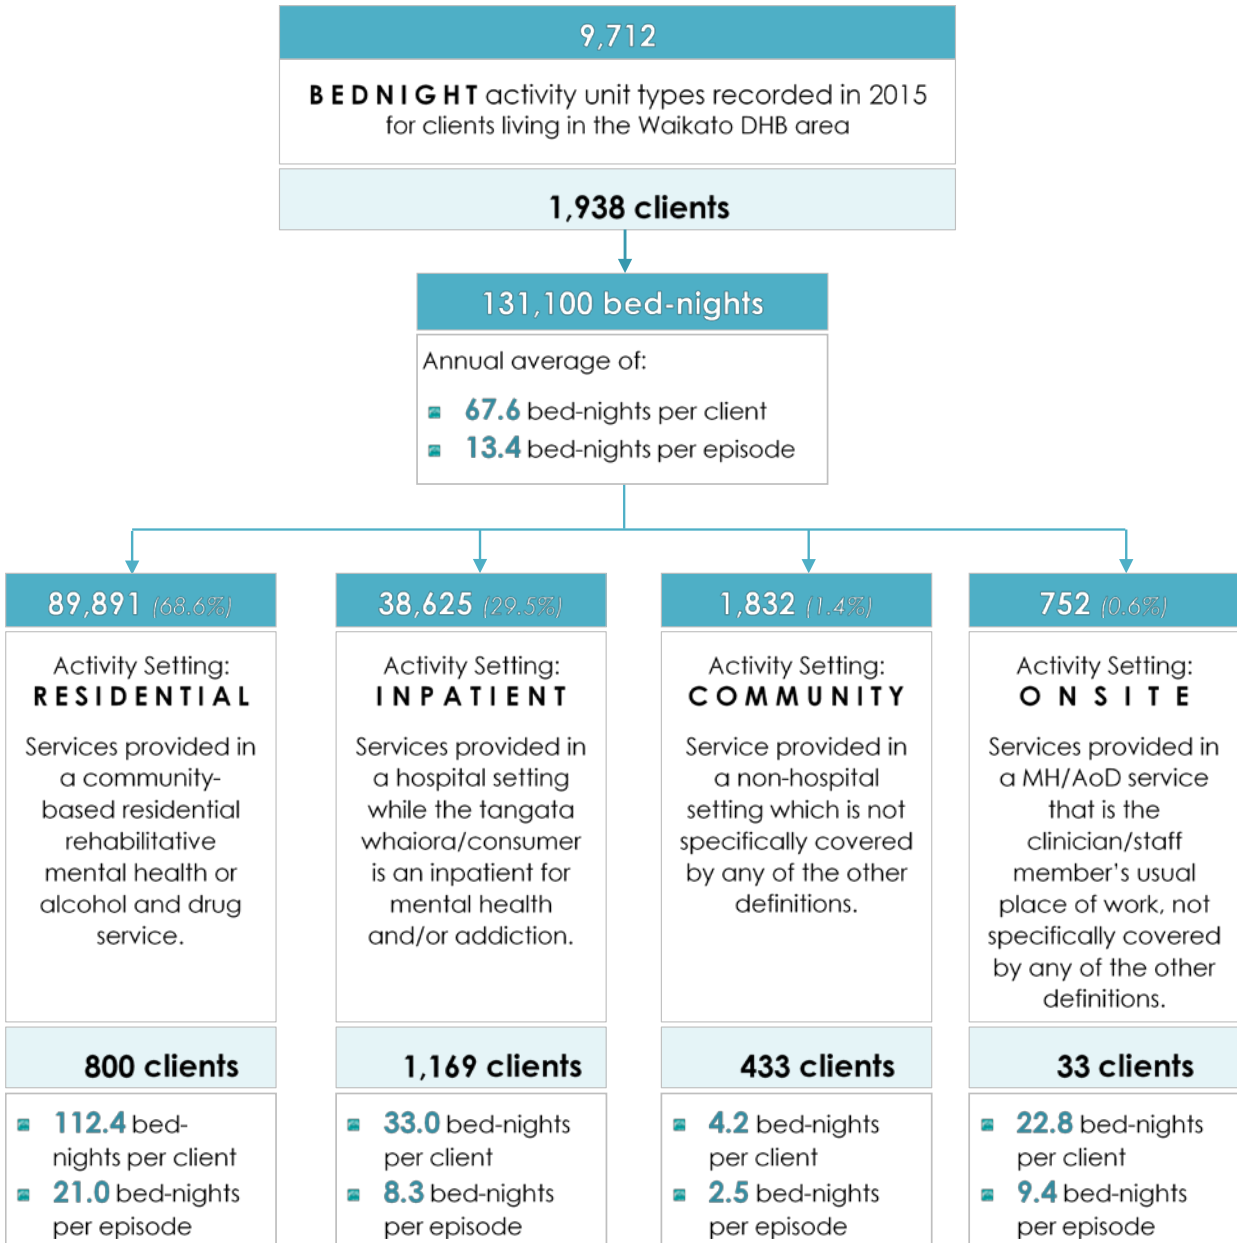 9,712
BEDNIGHT activity unit types recorded in 2015
for clients living in the Waikato DHB area
1,938 clients
131,100 bed-nights
Annual average of:
67.6 bed-nights per client
13.4 bed-nights per episode
89,891 (68.6%)
Activity Setting:
RESIDENTIAL
Services provided in
a community-
based residential
rehabilitative
mental health or
alcohol and drug
service.
800 clients
112.4 bed-
nights per client
21.0 bed-nights
per episode
38,625 (29.5%)
Activity Setting:
INPATIENT
Services provided in
a hospital setting
while the tangata
whaiora/consumer
is an inpatient for
mental health
and/or addiction.
1,169 clients
33.0 bed-nights
per client
8.3 bed-nights
per episode
1,832 (1.4%)
Activity Setting:
COMMUNITY
Service provided in
a non-hospital
setting which is not
specifically covered
by any of the other
definitions.
433 clients
4.2 bed-nights
per client
2.5 bed-nights
per episode
752 (0.6%)
Activity Setting:
ONSITE
Services provided in
a MH/AoD service
that is the
clinician/staff
member's usual
place of work, not
specifically covered
by any of the other
definitions.
33 clients
22.8 bed-nights
per client
9.4 bed-nights
per episode